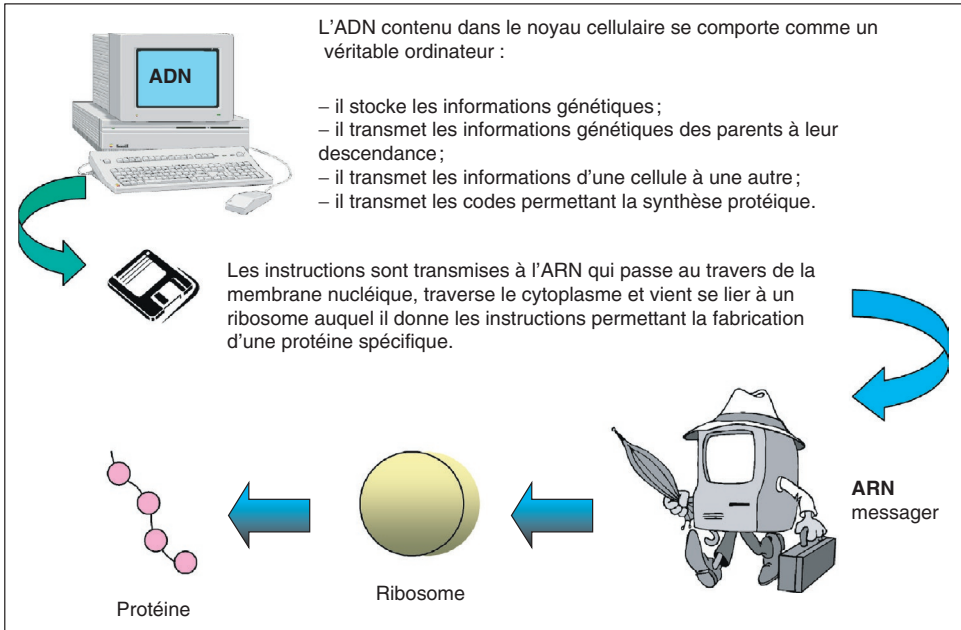 L'ADN contenu dans le noyau cellulaire se comporte comme un
véritable ordinateur :
ADN
– il stocke les informations génétiques;
– il transmet les informations génétiques des parents à leur
descendance;
– il transmet les informations d'une cellule à une autre;
– il transmet les codes permettant la synthèse protéique.
Les instructions sont transmises à l'ARN qui passe au travers de la
membrane nucléique, traverse le cytoplasme et vient se lier à un
ribosome auquel il donne les instructions permettant la fabrication
d'une protéine spécifique.
ARN
messager
Ribosome
Protéine